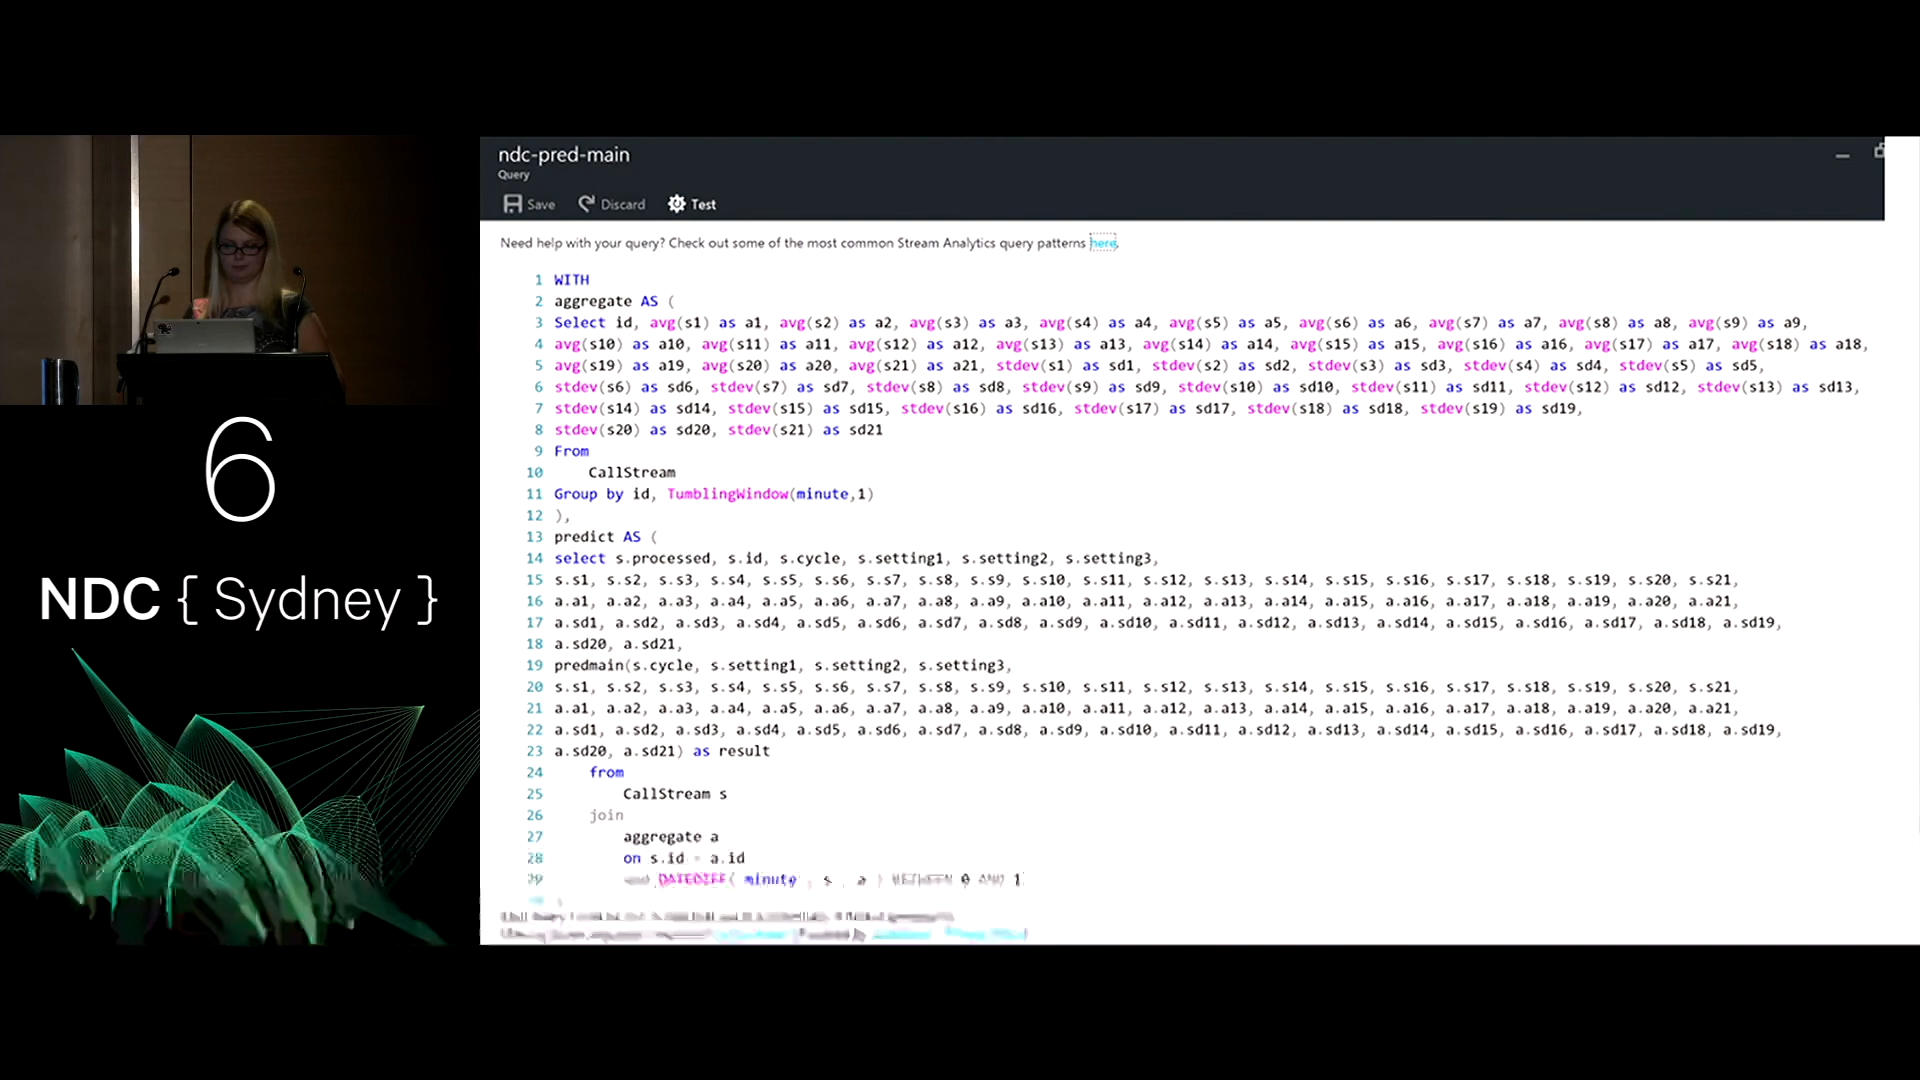 ndc-pred-main
Query
Save Discard Test
Need help with your query? Check out some of the most common Stream Analytics query patterns here.
1 WITH
2 aggregate AS (
3 Select id, avg(s1) as a1, avg(s2) as a2, avg(s3) as a3, avg(s4) as a4, avg(s5) as a5, avg(s6) as a6, avg(s7) as a7, avg(s8) as a8, avg(s9) as a9,
4 avg(s10) as a10, avg(s11) as a11, avg(s12) as a12, avg(s13) as a13, avg(s14) as a14, avg(s15) as a15, avg(s16) as a16, avg(s17) as a17, avg(s18) as a18,
5 avg(s19) as a19, avg(s20) as a20, avg(s21) as a21, stdev(s1) as sd1, stdev(s2) as sd2, stdev(s3) as sd3, stdev(s4) as sd4, stdev(s5) as sd5,
6 stdev(s6) as sd6, stdev(s7) as sd7, stdev(s8) as sd8, stdev(s9) as sd9, stdev(s10) as sd10, stdev(s11) as sd11, stdev(s12) as sd12, stdev(s13) as sd13,
7 stdev(s14) as sd14, stdev(s15) as sd15, stdev(s16) as sd16, stdev(s17) as sd17, stdev(s18) as sd18, stdev(s19) as sd19,
8 stdev(s20) as sd20, stdev(s21) as sd21
9 From
10 CallStream
11 Group by id, TumblingWindow(minute,1)
12 ),
13 predict AS (
14 select s.processed, s.id, s.cycle, s.setting1, s.setting2, s.setting3,
15 s.s1, s.s2, s.s3, s.s4, s.s5, s.s6, s.s7, s.s8, s.s9, s.s10, s.s11, s.s12, s.s13, s.s14, s.s15, s.s16, s.s17, s.s18, s.s19, s.s20, s.s21,
16 a.a1, a.a2, a.a3, a.a4, a.a5, a.a6, a.a7, a.a8, a.a9, a.a10, a.a11, a.a12, a.a13, a.a14, a.a15, a.a16, a.a17, a.a18, a.a19, a.a20, a.a21,
17 a.sd1, a.sd2, a.sd3, a.sd4, a.sd5, a.sd6, a.sd7, a.sd8, a.sd9, a.sd10, a.sd11, a.sd12, a.sd13, a.sd14, a.sd15, a.sd16, a.sd17, a.sd18, a.sd19,
18 a.sd20, a.sd21,
19 predmain(s.cycle, s.setting1, s.setting2, s.setting3,
20 s.s1, s.s2, s.s3, s.s4, s.s5, s.s6, s.s7, s.s8, s.s9, s.s10, s.s11, s.s12, s.s13, s.s14, s.s15, s.s16, s.s17, s.s18, s.s19, s.s20, s.s21,
21 a.a1, a.a2, a.a3, a.a4, a.a5, a.a6, a.a7, a.a8, a.a9, a.a10, a.a11, a.a12, a.a13, a.a14, a.a15, a.a16, a.a17, a.a18, a.a19, a.a20, a.a21,
22 a.sd1, a.sd2, a.sd3, a.sd4, a.sd5, a.sd6, a.sd7, a.sd8, a.sd9, a.sd10, a.sd11, a.sd12, a.sd13, a.sd14, a.sd15, a.sd16, a.sd17, a.sd18, a.sd19,
23 a.sd20, a.sd21) as result
24 from
25 CallStream s
26 join
27 aggregate a
28 on s.id = a.id
29 and DATEDIFF( minute, s, a ) BETWEEN 0 AND 1
6
NDC { Sydney }